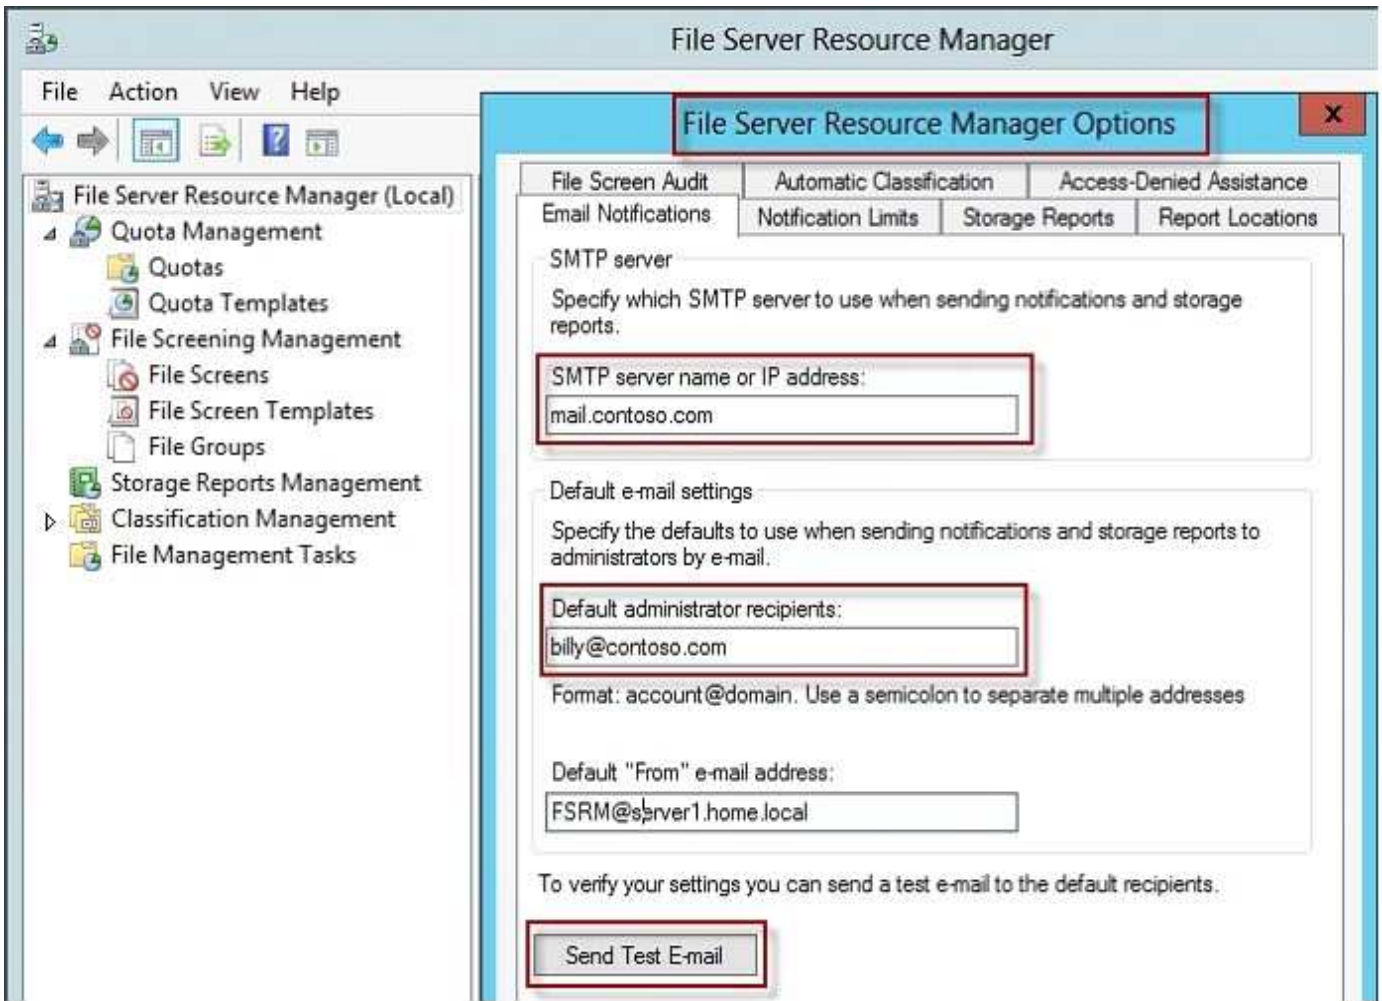 File Server Resource Manager
File Action View Help
File Server Resource Manager (Local)
Quota Management
Quotas
Quota Templates
File Screening Management
File Screens
File Screen Templates
File Groups
Storage Reports Management
Classification Management
File Management Tasks
File Server Resource Manager Options
x
File Screen Audit Automatic Classification Access-Denied Assistance
Email Notifications Notification Limits Storage Reports Report Locations
SMTP server
Specify which SMTP server to use when sending notifications and storage
reports.
SMTP server name or IP address:
mail.contoso.com
Default e-mail settings
Specify the defaults to use when sending notifications and storage reports to
administrators by e-mail.
Default administrator recipients:
billy@contoso.com
Format: account@domain. Use a semicolon to separate multiple addresses
Default "From" e-mail address:
FSRM@server1.home.local
To verify your settings you can send a test e-mail to the default recipients.
Send Test E-mail